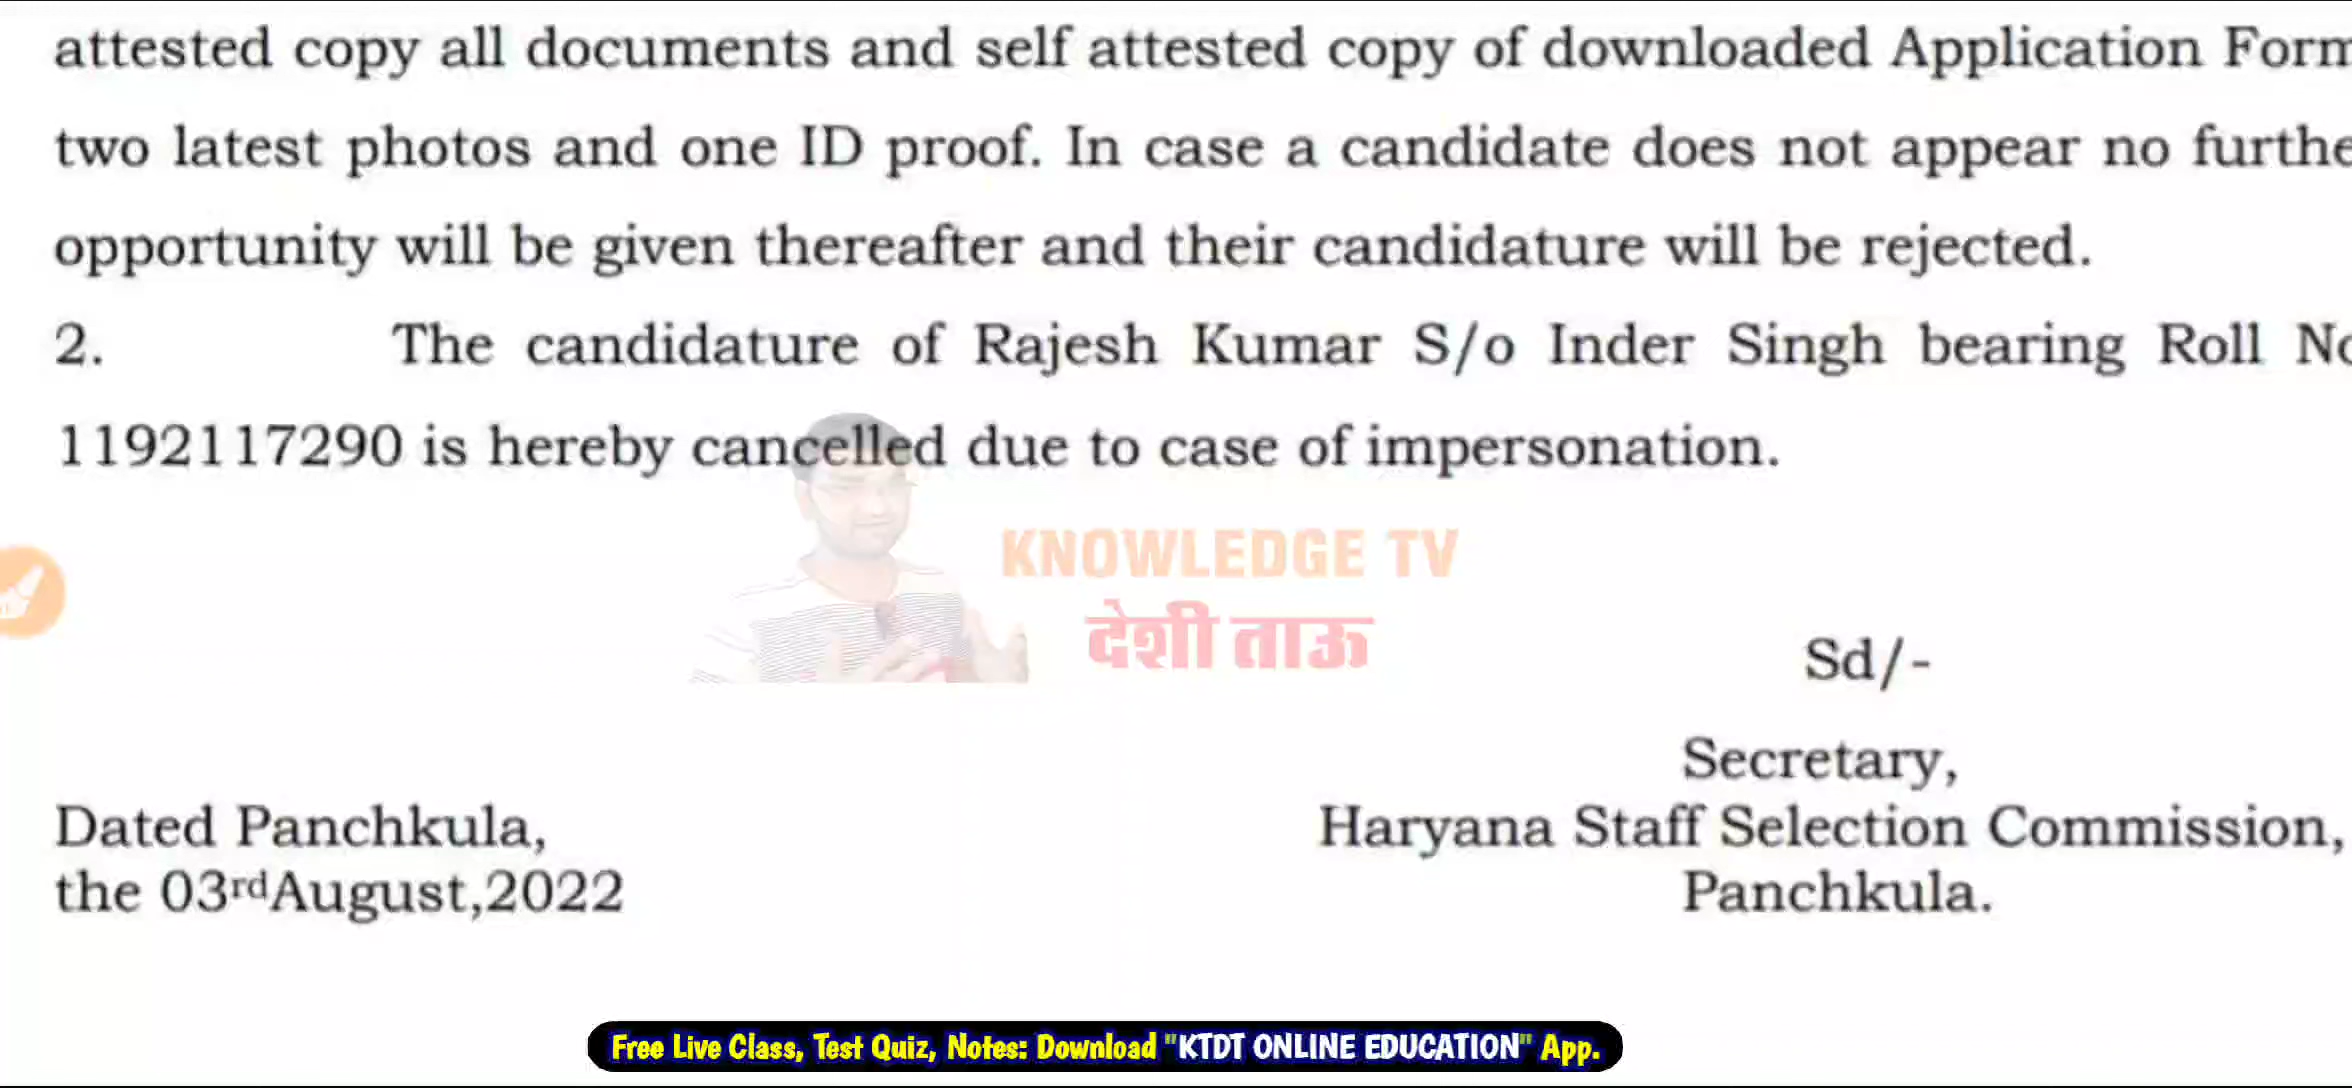 attested copy all documents and self attested copy of downloaded Application Form
two latest photos and one ID proof. In case a candidate does not appear no furthe
opportunity will be given thereafter and their candidature will be rejected.
2. The candidature of Rajesh Kumar S/o Inder Singh bearing Roll No
1192117290 is hereby cancelled due to case of impersonation.
KNOWLEDGE TV
देशी ताऊ
Sd/-
Secretary,
Dated Panchkula,
Haryana Staff Selection Commission,
the 03rdAugust,2022
Panchkula.
Free Live Class, Test Quiz, Notes: Download "KTDT ONLINE EDUCATION" App.